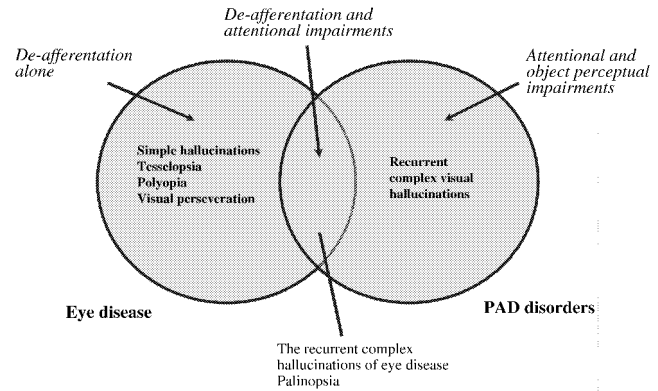 De-afferentation and
attentional impairments
De-afferentation
alone
Attentional and
object perceptual
impairments
Simple hallucinations
Tesselopsia
Polyopia
Visual perseveration
Recurrent
complex visual
hallucinations
Eye disease
PAD disorders
The recurrent complex
hallucinations of eye disease
Palinopsia